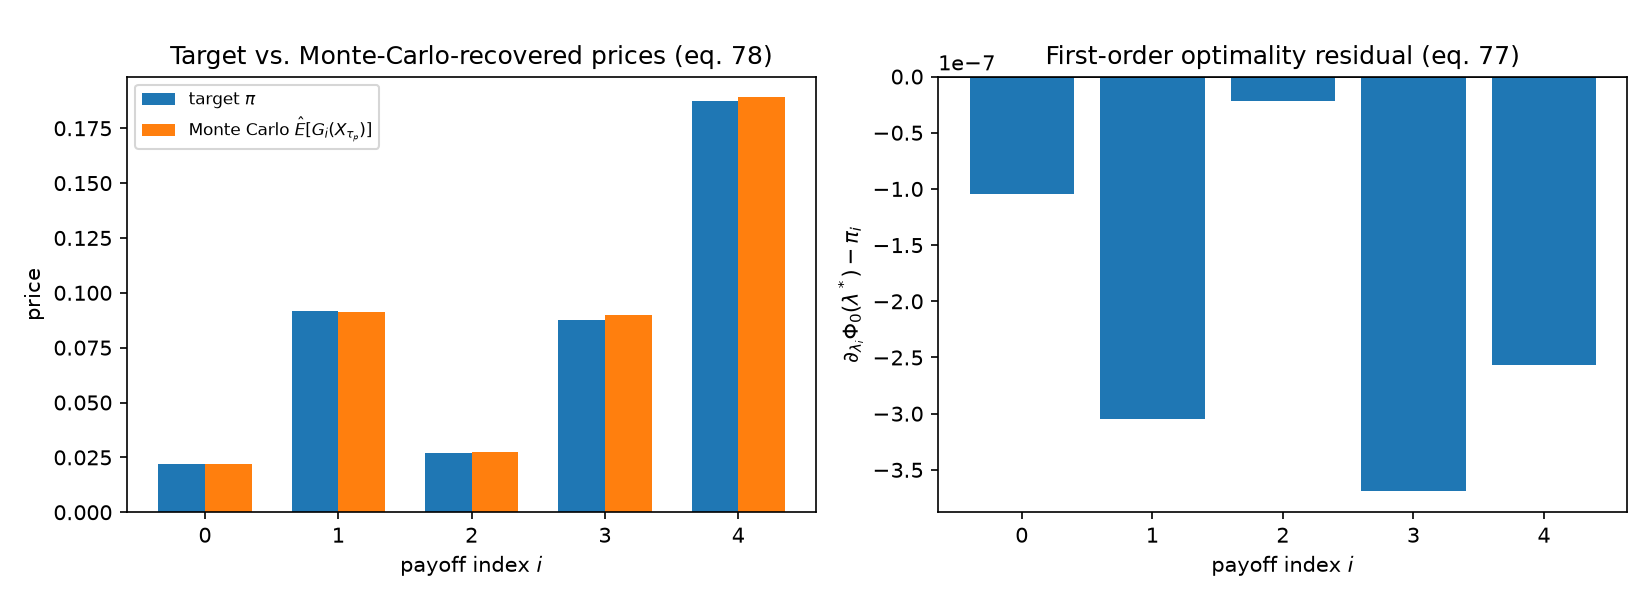 Target vs. Monte-Carlo-recovered prices (eq. 78)
target π
Monte Carlo Ê[G_i(X_{τ_p})]
0.175
0.150
0.125
0.100
0.075
0.050
0.025
0.000
price
0 1 2 3 4
payoff index i
First-order optimality residual (eq. 77)
1e−7
0.0
−0.5
−1.0
−1.5
−2.0
−2.5
−3.0
−3.5
∂_{λ_i}Φ_0(λ^*) − π_i
0 1 2 3 4
payoff index i